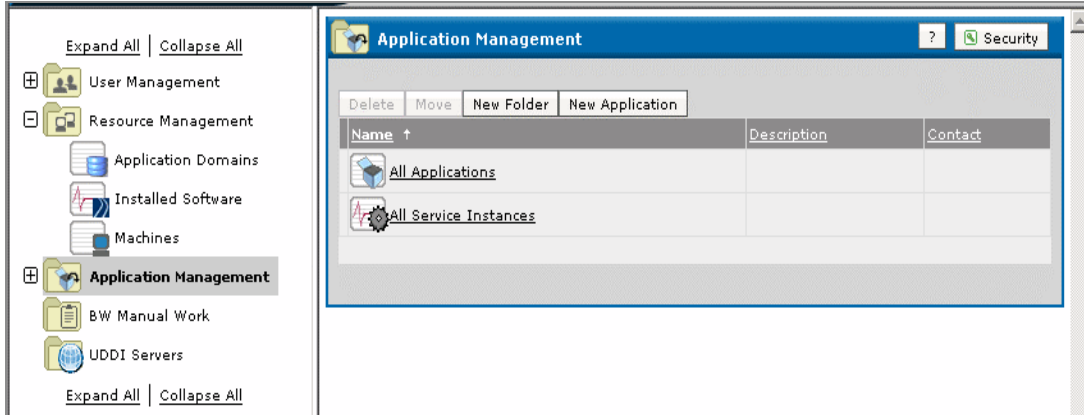 Expand All | Collapse All
User Management
Resource Management
Application Domains
Installed Software
Machines
Application Management
BW Manual Work
UDDI Servers
Expand All | Collapse All
Application Management ? Security
Delete Move New Folder New Application
Name ↑ Description Contact
All Applications
All Service Instances